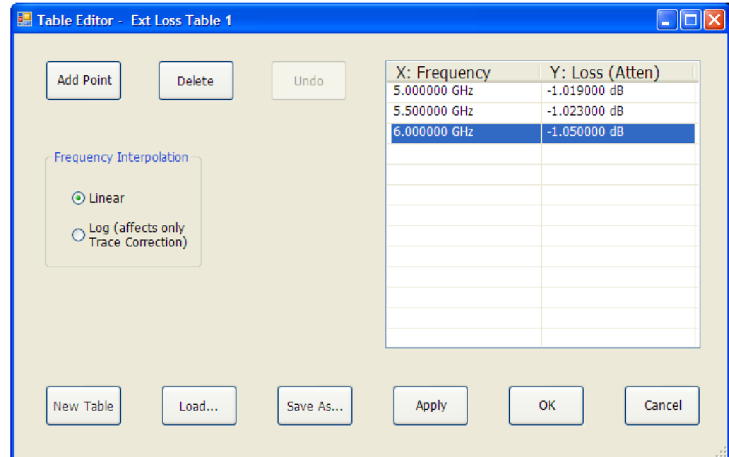 Table Editor - Ext Loss Table 1
Add Point
Delete
Undo
X: Frequency Y: Loss (Atten)
5.000000 GHz -1.019000 dB
5.500000 GHz -1.023000 dB
6.000000 GHz -1.050000 dB
Frequency Interpolation
Linear
Log (affects only
Trace Correction)
New Table
Load...
Save As...
Apply
OK
Cancel